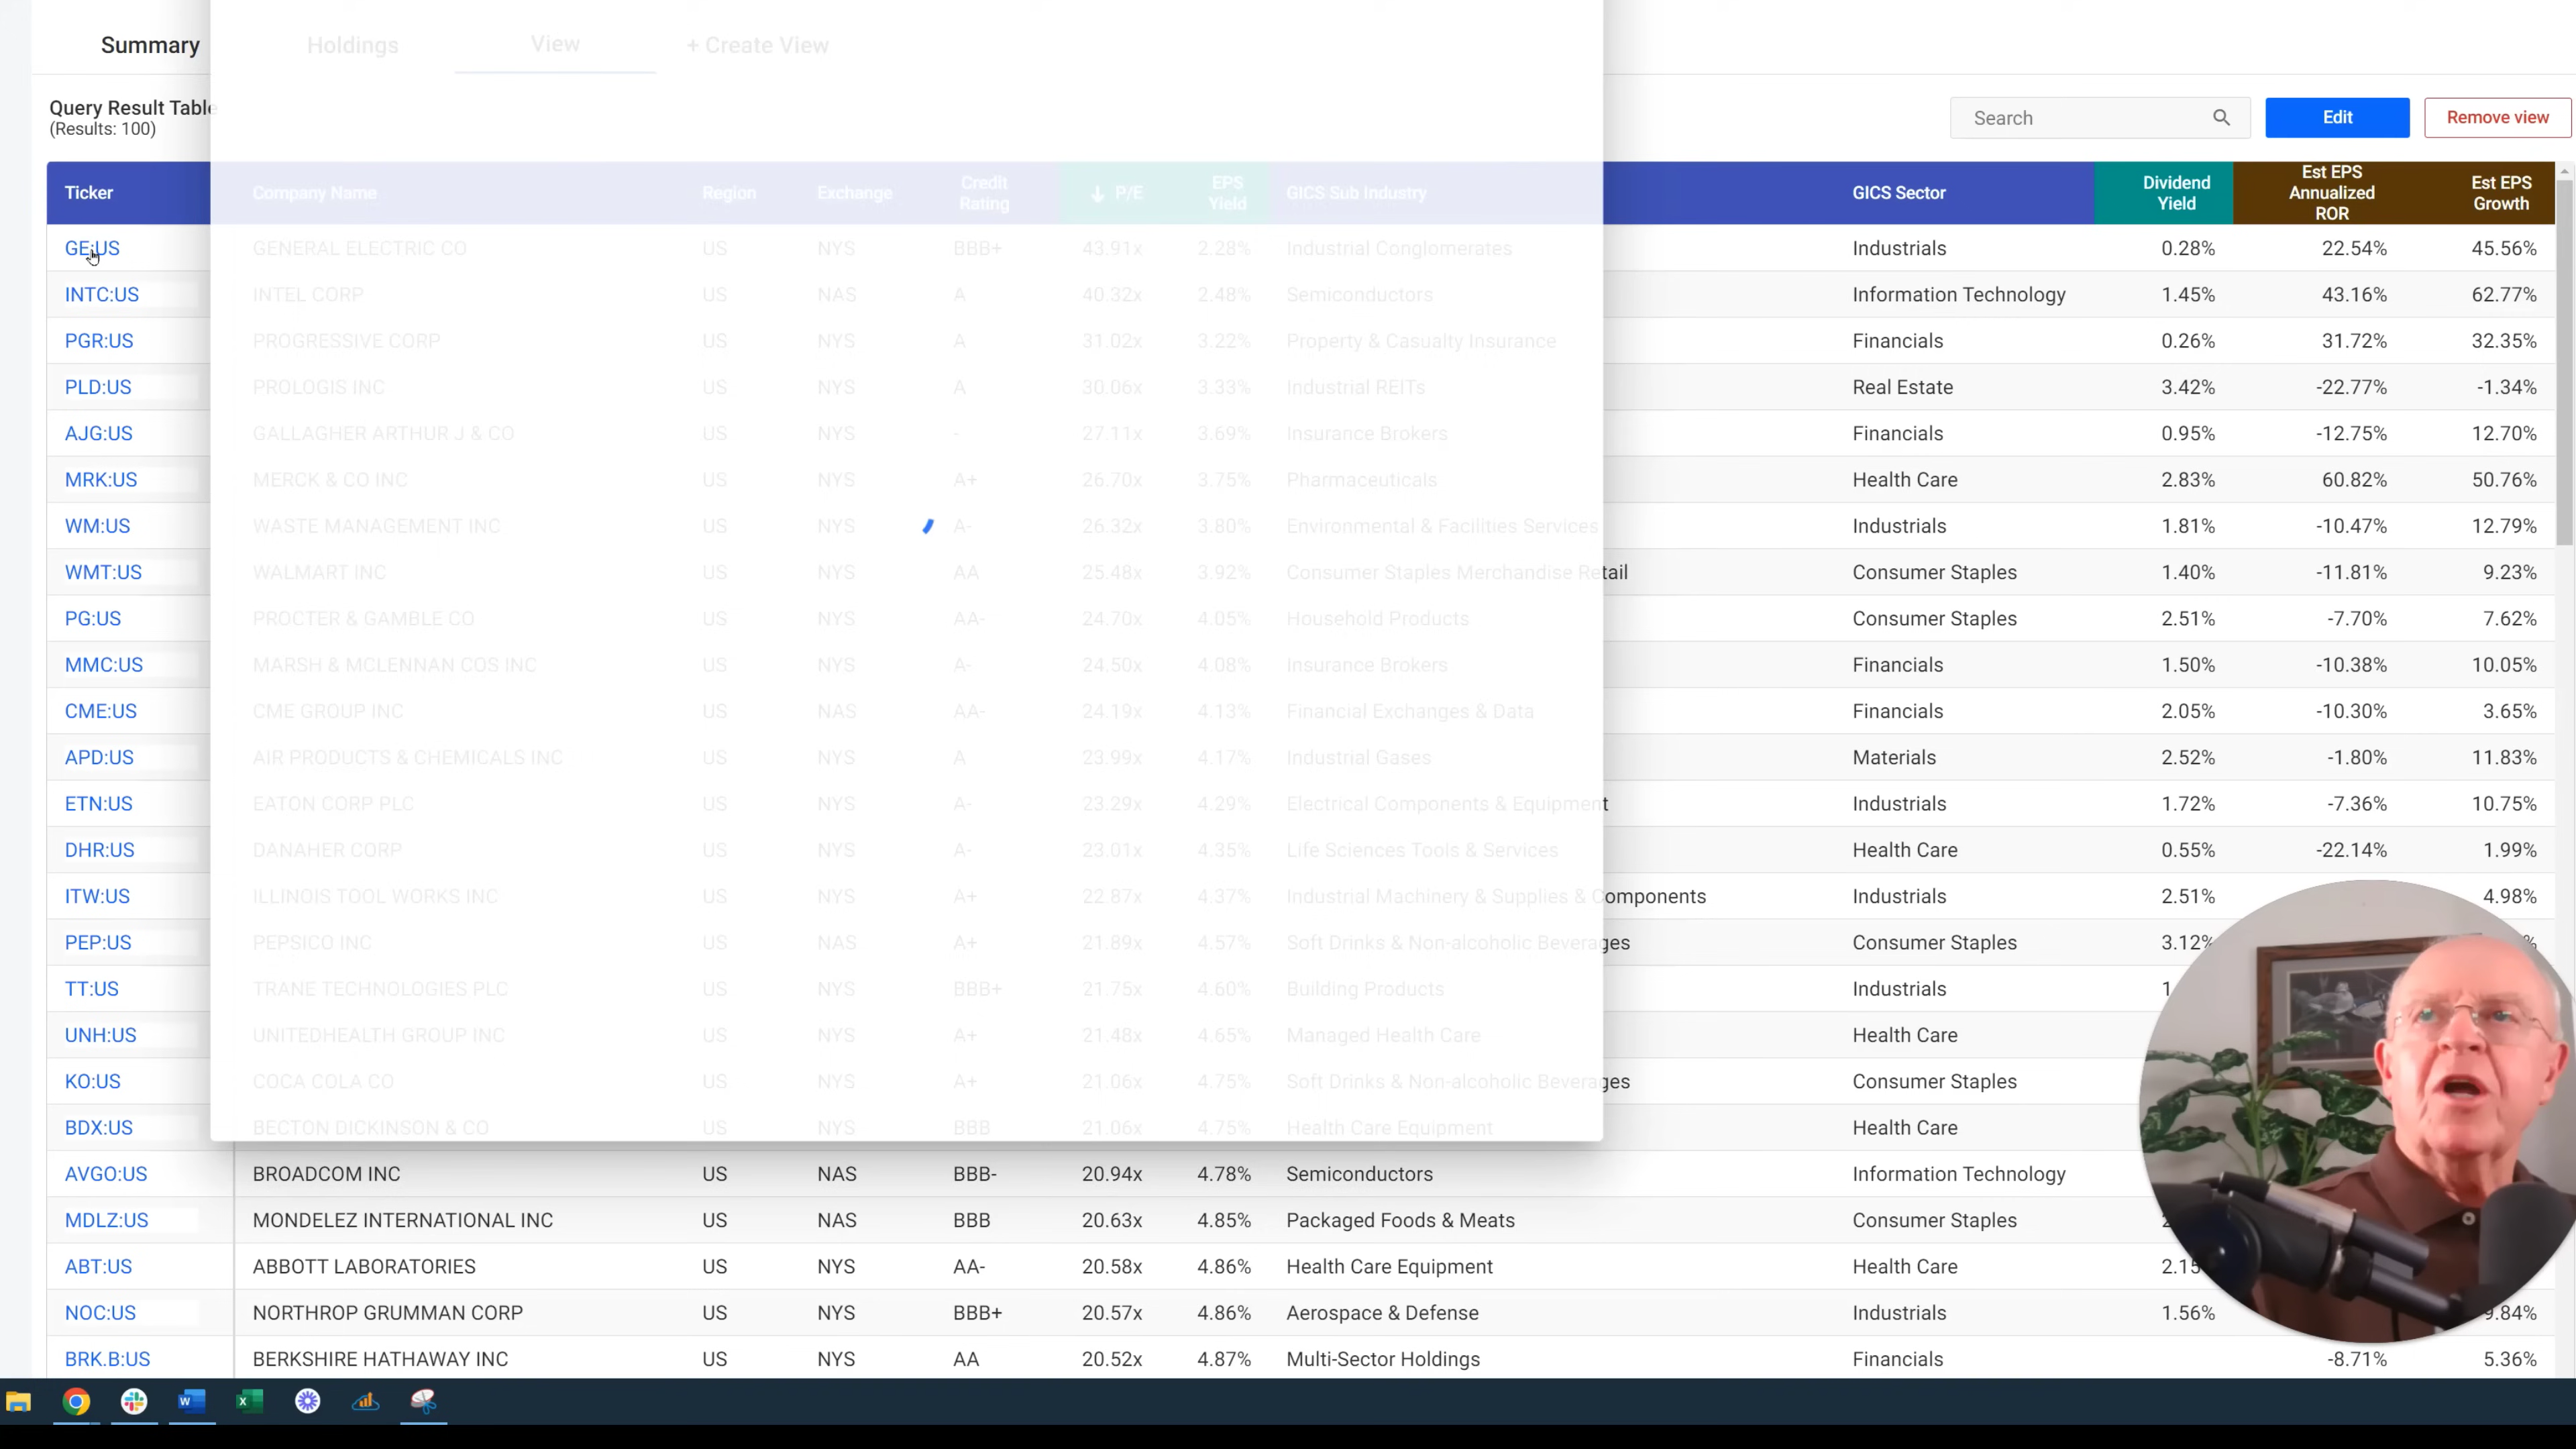 Summary Holdings View + Create View
Query Result Table
(Results: 100)
Search Edit Remove view
Ticker Company Name Region Exchange Credit Rating P/E EPS Yield GICS Sub Industry GICS Sector Dividend Yield Est EPS Annualized ROR Est EPS Growth
GE:US GENERAL ELECTRIC CO US NYS BBB+ 43.91x 2.28% Industrial Conglomerates Industrials 0.28% 22.54% 45.56%
INTC:US INTEL CORP US NAS A 40.32x 2.48% Semiconductors Information Technology 1.45% 43.16% 62.77%
PGR:US PROGRESSIVE CORP US NYS A 31.02x 3.22% Property & Casualty Insurance Financials 0.26% 31.72% 32.35%
PLD:US PROLOGIS INC US NYS A 30.06x 3.33% Industrial REITs Real Estate 3.42% -22.77% -1.34%
AJG:US GALLAGHER ARTHUR J & CO US NYS - 27.11x 3.69% Insurance Brokers Financials 0.95% -12.75% 12.70%
MRK:US MERCK & CO INC US NYS A+ 26.70x 3.75% Pharmaceuticals Health Care 2.83% 60.82% 50.76%
WM:US WASTE MANAGEMENT INC US NYS A- 26.32x 3.80% Environmental & Facilities Services Industrials 1.81% -10.47% 12.79%
WMT:US WALMART INC US NYS AA 25.48x 3.92% Consumer Staples Merchandise Retail Consumer Staples 1.40% -11.81% 9.23%
PG:US PROCTER & GAMBLE CO US NYS AA- 24.70x 4.05% Household Products Consumer Staples 2.51% -7.70% 7.62%
MMC:US MARSH & MCLENNAN COS INC US NYS A- 24.50x 4.08% Insurance Brokers Financials 1.50% -10.38% 10.05%
CME:US CME GROUP INC US NAS AA- 24.19x 4.13% Financial Exchanges & Data Financials 2.05% -10.30% 3.65%
APD:US AIR PRODUCTS & CHEMICALS INC US NYS A 23.99x 4.17% Industrial Gases Materials 2.52% -1.80% 11.83%
ETN:US EATON CORP PLC US NYS A- 23.29x 4.29% Electrical Components & Equipment Industrials 1.72% -7.36% 10.75%
DHR:US DANAHER CORP US NYS A- 23.01x 4.35% Life Sciences Tools & Services Health Care 0.55% -22.14% 1.99%
ITW:US ILLINOIS TOOL WORKS INC US NYS A+ 22.87x 4.37% Industrial Machinery & Supplies & Components Industrials 2.51% 4.98%
PEP:US PEPSICO INC US NAS A+ 21.89x 4.57% Soft Drinks & Non-alcoholic Beverages Consumer Staples 3.12%
TT:US TRANE TECHNOLOGIES PLC US NYS BBB+ 21.75x 4.60% Building Products Industrials
UNH:US UNITEDHEALTH GROUP INC US NYS A+ 21.48x 4.65% Managed Health Care Health Care
KO:US COCA COLA CO US NYS A+ 21.06x 4.75% Soft Drinks & Non-alcoholic Beverages Consumer Staples
BDX:US BECTON DICKINSON & CO US NYS BBB 21.06x 4.75% Health Care Equipment Health Care
AVGO:US BROADCOM INC US NAS BBB- 20.94x 4.78% Semiconductors Information Technology
MDLZ:US MONDELEZ INTERNATIONAL INC US NAS BBB 20.63x 4.85% Packaged Foods & Meats Consumer Staples
ABT:US ABBOTT LABORATORIES US NYS AA- 20.58x 4.86% Health Care Equipment Health Care
NOC:US NORTHROP GRUMMAN CORP US NYS BBB+ 20.57x 4.86% Aerospace & Defense Industrials 1.56%
BRK.B:US BERKSHIRE HATHAWAY INC US NYS AA 20.52x 4.87% Multi-Sector Holdings Financials -8.71% 5.36%